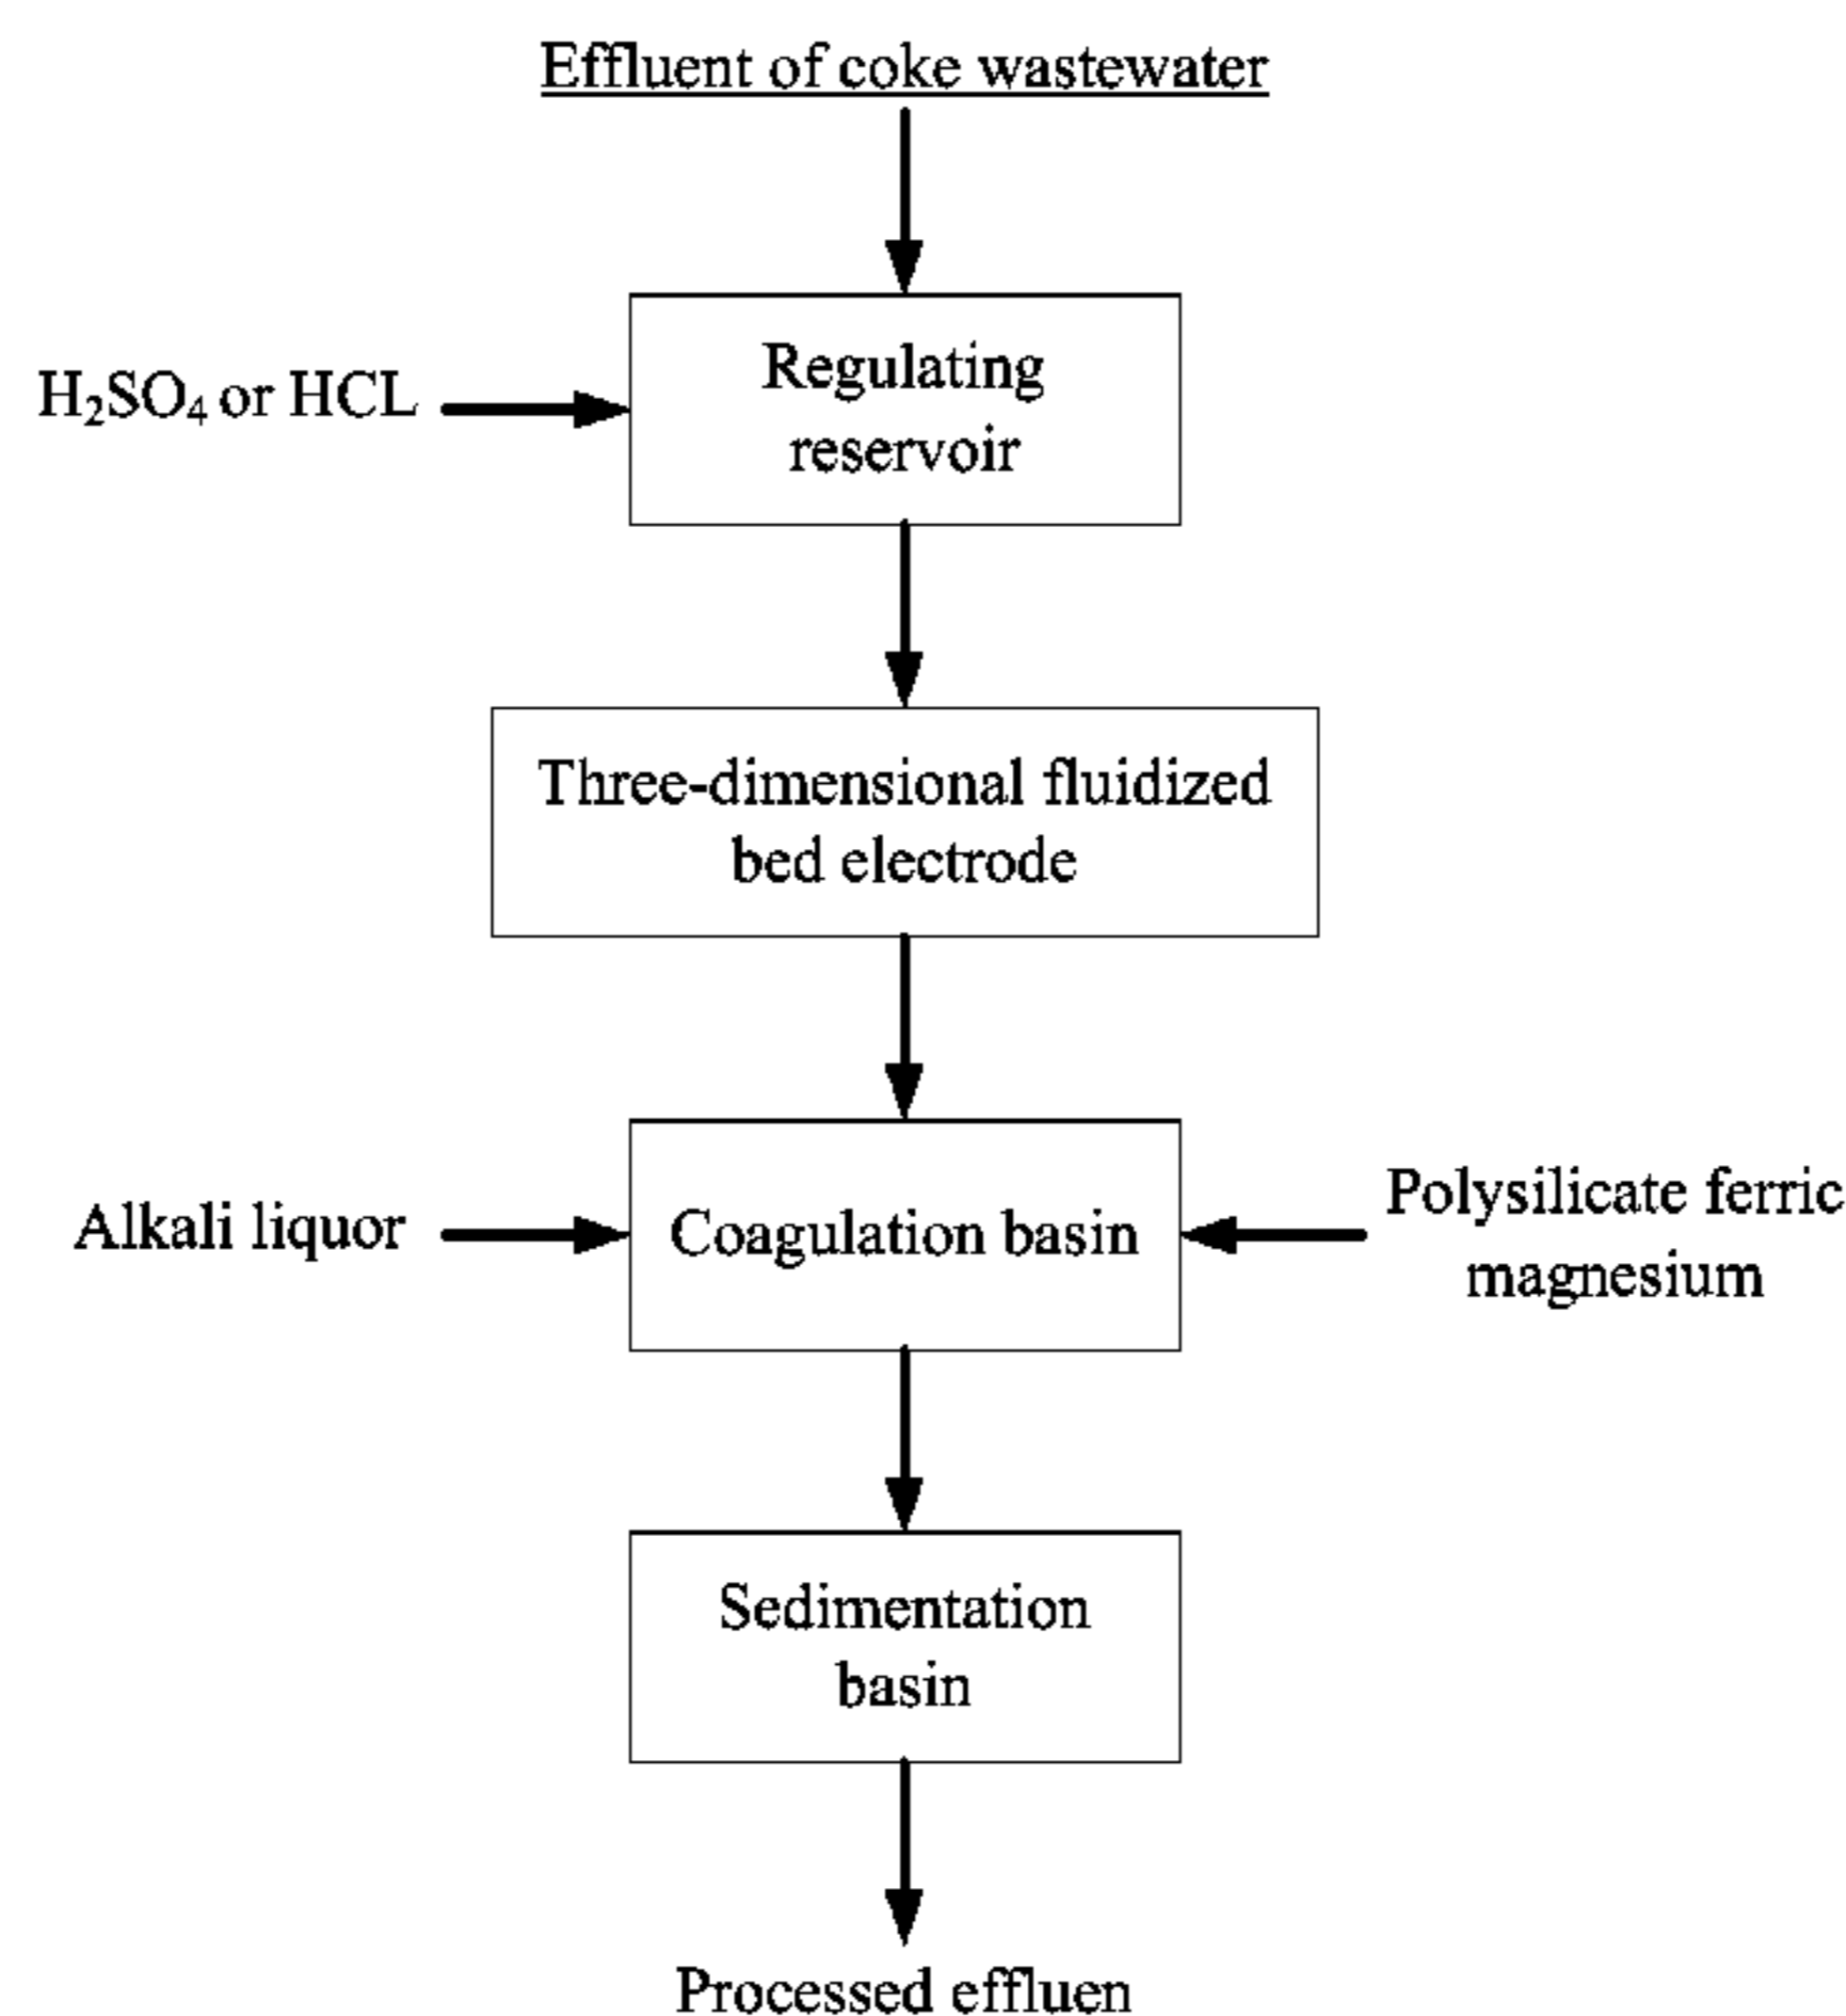 Effluent of coke wastewater
Regulating
reservoir
H₂SO₄ or HCL
Three-dimensional fluidized
bed electrode
Alkali liquor
Coagulation basin
Polysilicate ferric
magnesium
Sedimentation
basin
Processed effluen